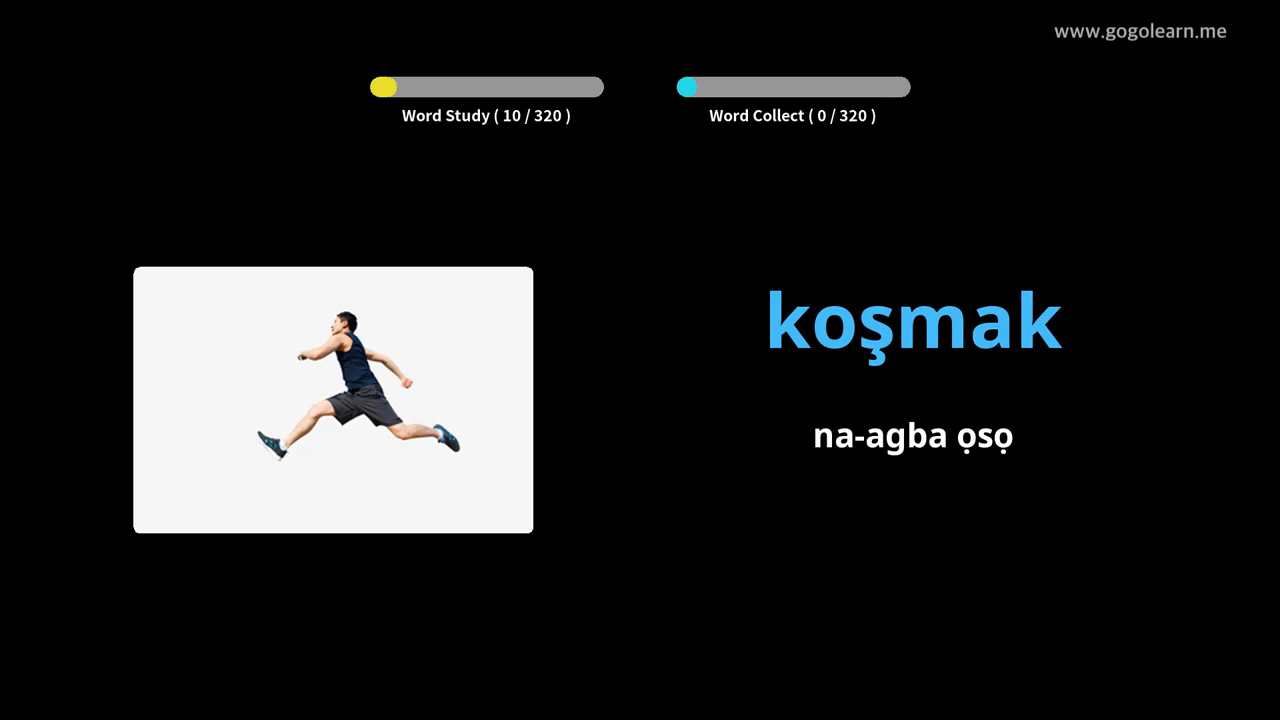 www.gogolearn.me
Word Study ( 10 / 320 )
Word Collect ( 0 / 320 )
koşmak
na-agba ọsọ